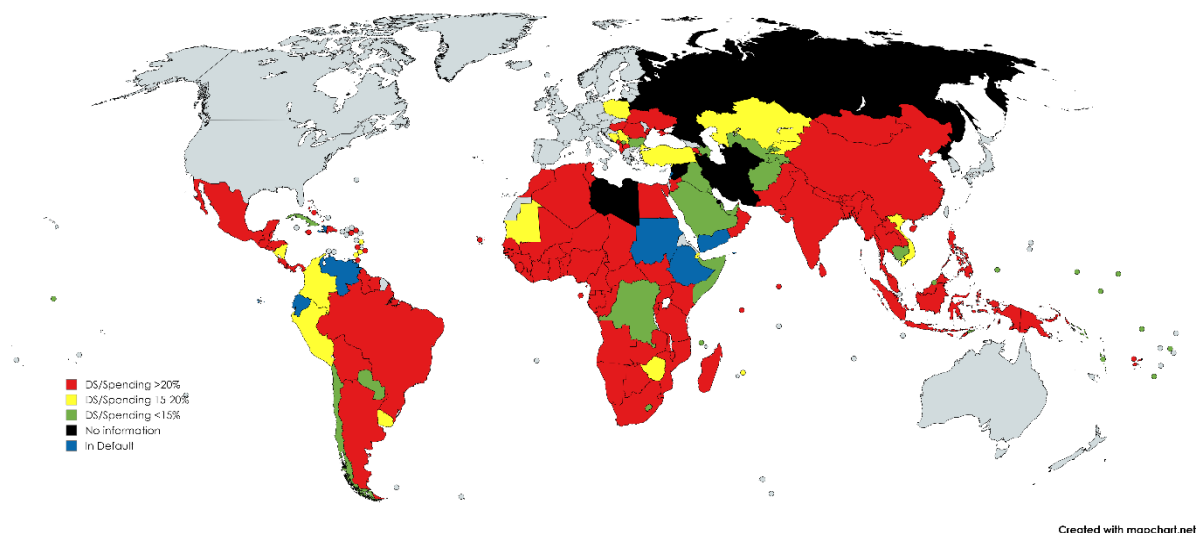 DS/Spending >20%
DS/Spending 15-20%
DS/Spending <15%
No information
In Default
Created with mapchart.net